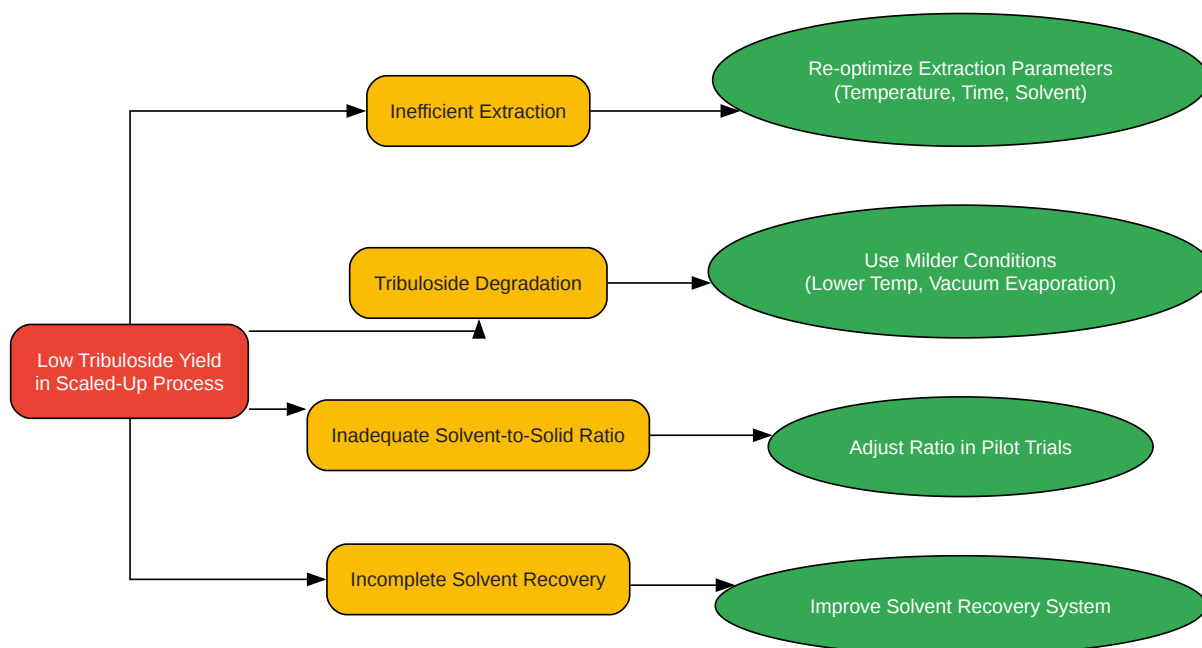 Re-optimize Extraction Parameters
(Temperature, Time, Solvent)
Inefficient Extraction
Use Milder Conditions
(Lower Temp, Vacuum Evaporation)
Tribuloside Degradation
Low Tribuloside Yield
in Scaled-Up Process
Inadequate Solvent-to-Solid Ratio
Adjust Ratio in Pilot Trials
Incomplete Solvent Recovery
Improve Solvent Recovery System